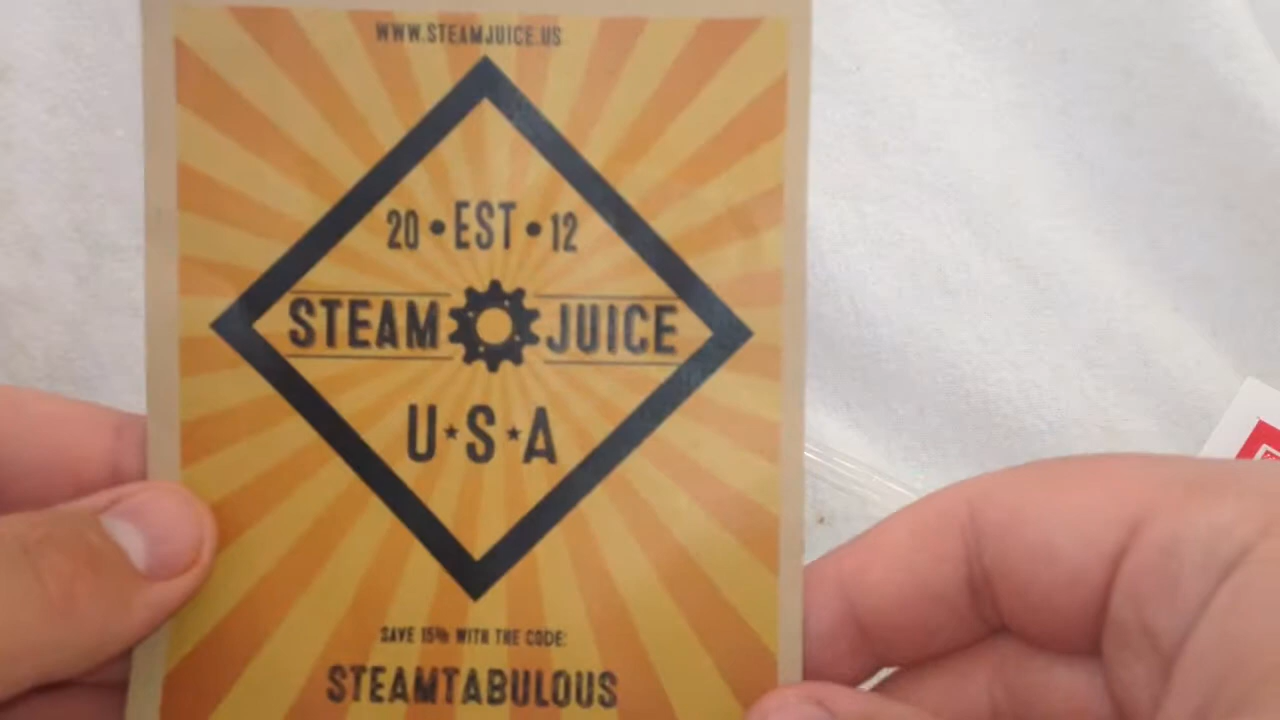 WWW.STEAMJUICE.US
20 • EST • 12
STEAM JUICE
U★S★A
SAVE 15% WITH THE CODE:
STEAMTABULOUS